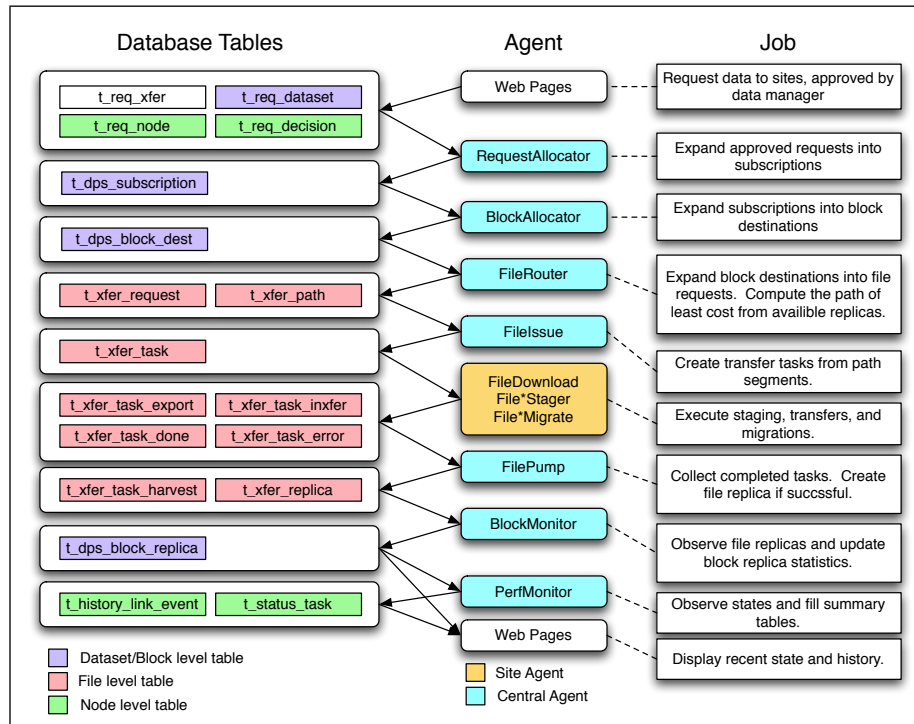 Database Tables
Agent
Job
t_req_xfer
t_req_dataset
t_req_node
t_req_decision
Web Pages
Request data to sites, approved by
data manager
RequestAllocator
Expand approved requests into
subscriptions
t_dps_subscription
BlockAllocator
Expand subscriptions into block
destinations
t_dps_block_dest
FileRouter
Expand block destinations into file
requests.  Compute the path of
least cost from availible replicas.
t_xfer_request
t_xfer_path
FileIssue
Create transfer tasks from path
segments.
t_xfer_task
FileDownload
File*Stager
File*Migrate
Execute staging, transfers, and
migrations.
t_xfer_task_export
t_xfer_task_inxfer
t_xfer_task_done
t_xfer_task_error
FilePump
Collect completed tasks.  Create
file replica if succssful.
t_xfer_task_harvest
t_xfer_replica
BlockMonitor
Observe file replicas and update
block replica statistics.
t_dps_block_replica
PerfMonitor
Observe states and fill summary
tables.
t_history_link_event
t_status_task
Web Pages
Display recent state and history.
Dataset/Block level table
File level table
Node level table
Site Agent
Central Agent